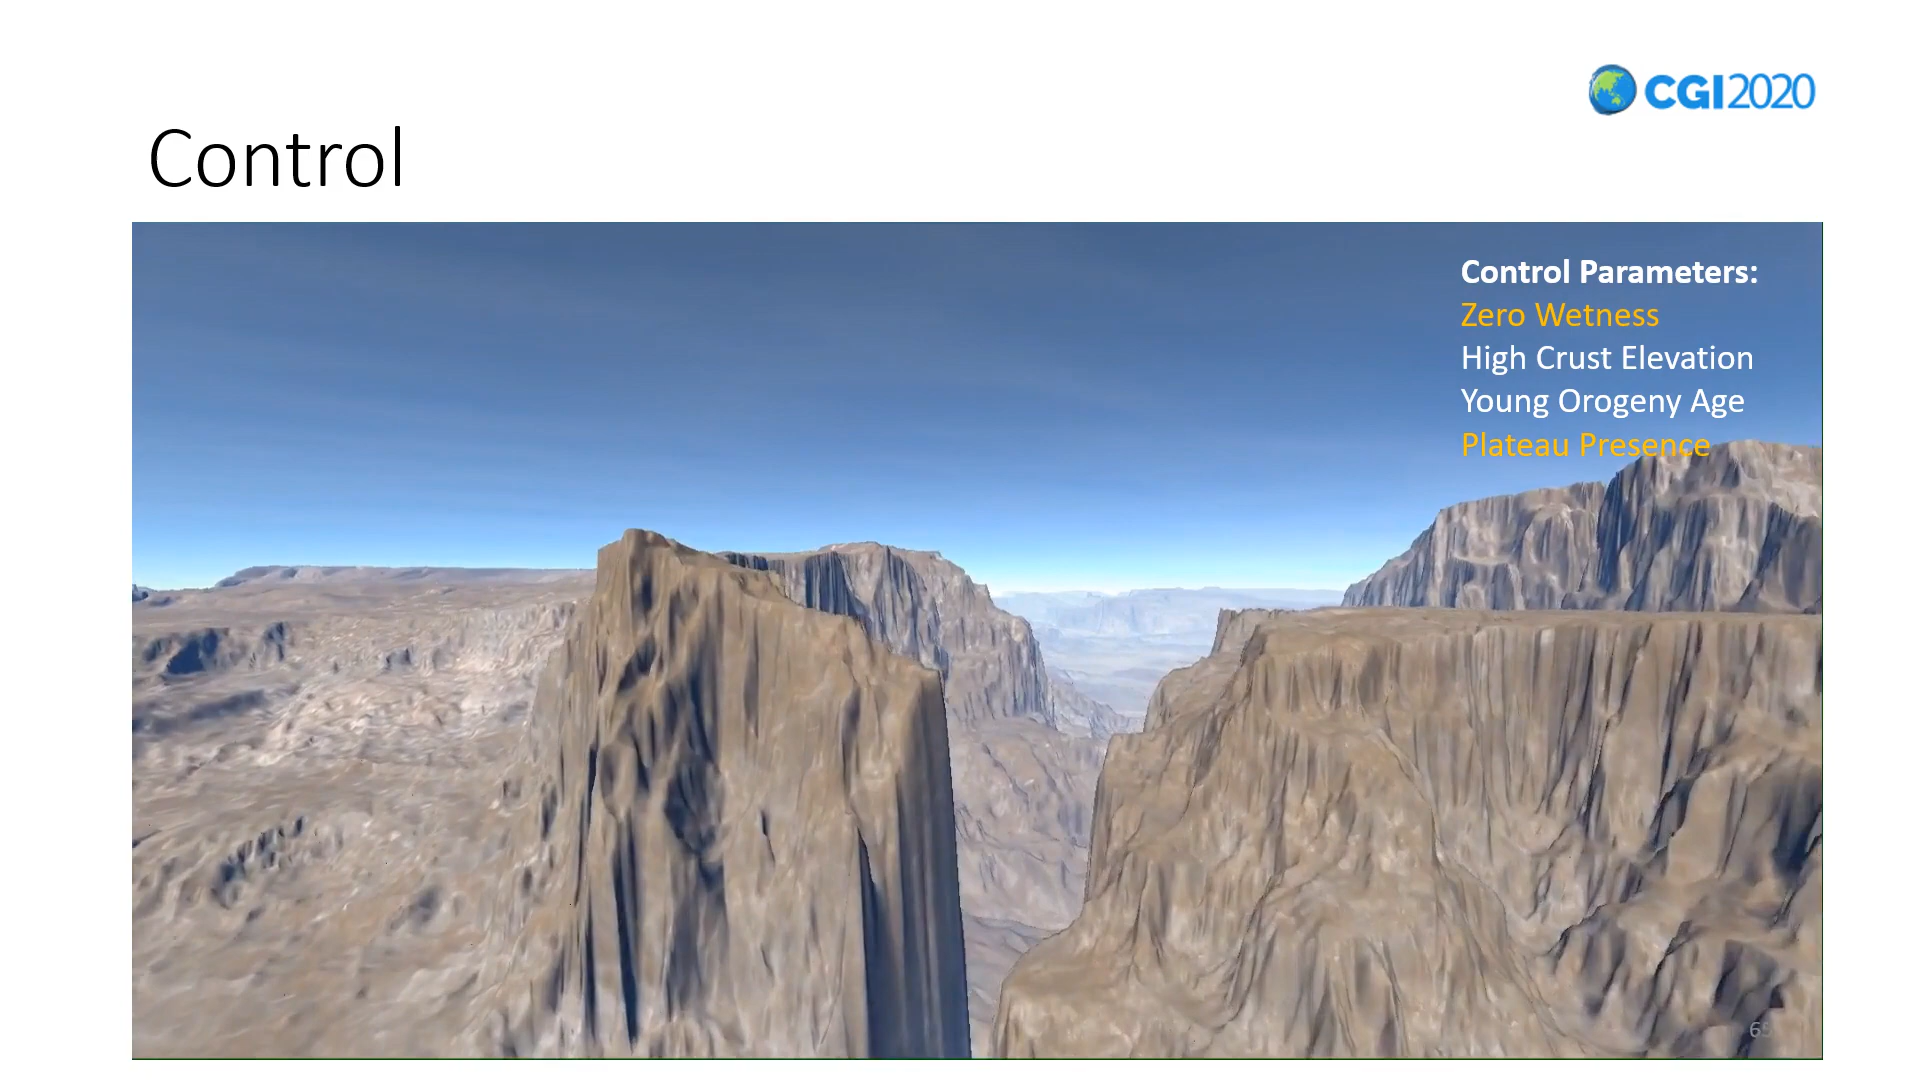 CGI2020
Control
Control Parameters:
Zero Wetness
High Crust Elevation
Young Orogeny Age
Plateau Presence